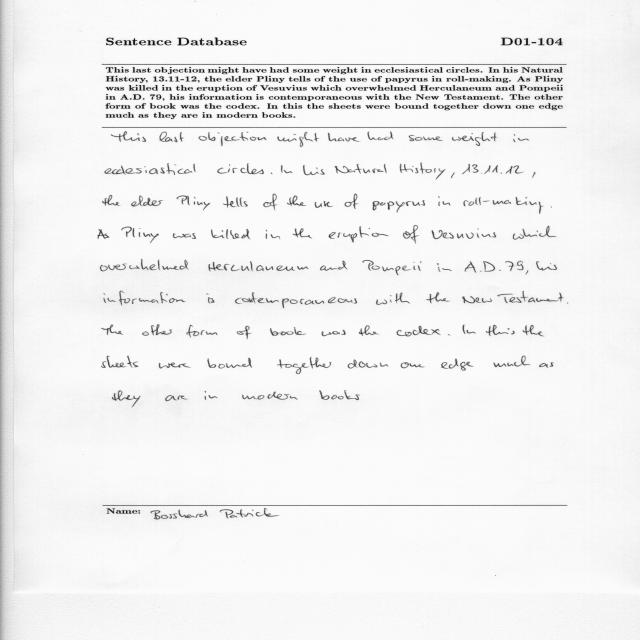 Sentence Database D01-104
This last objection might have had some weight in ecclesiastical circles. In his Natural
History, 13.11-12, the elder Pliny tells of the use of papyrus in roll-making. As Pliny
was killed in the eruption of Vesuvius which overwhelmed Herculaneum and Pompeii
in A.D. 79, his information is contemporaneous with the New Testament. The other
form of book was the codex. In this the sheets were bound together down one edge
much as they are in modern books.
This last objection might have had some weight in
ecclesiastical circles. In his Natural History, 13.11.12,
the elder Pliny tells of the use of papyrus in roll-making.
As Pliny was killed in the eruption of Vesuvius which
overwhelmed Herculaneum and Pompeii in A.D. 79, his
information is cotemporaneous with the New Testament.
The other form of book was the codex. In this the
sheets were bound together down one edge much as
they are in modern books
Name: Bosshard Patrick